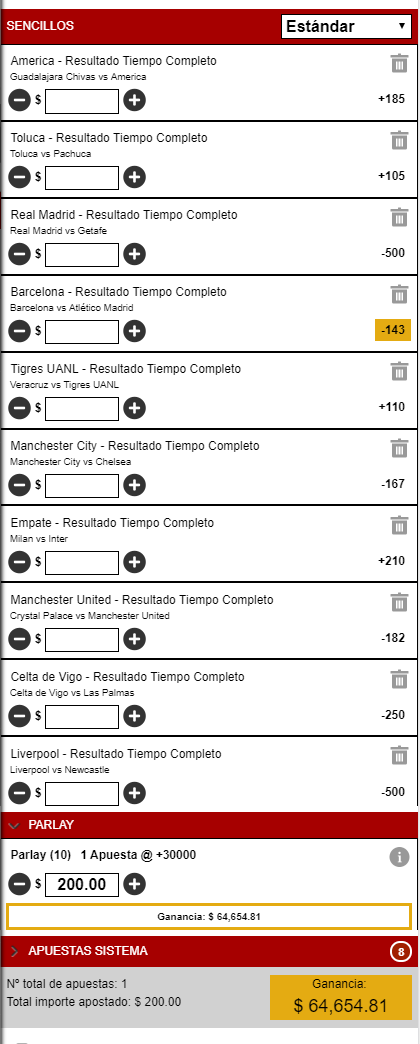 SENCILLOS
Estándar
America - Resultado Tiempo Completo
Guadalajara Chivas vs America
$
+185
Toluca - Resultado Tiempo Completo
Toluca vs Pachuca
$
+105
Real Madrid - Resultado Tiempo Completo
Real Madrid vs Getafe
$
-500
Barcelona - Resultado Tiempo Completo
Barcelona vs Atlético Madrid
$
-143
Tigres UANL - Resultado Tiempo Completo
Veracruz vs Tigres UANL
$
+110
Manchester City - Resultado Tiempo Completo
Manchester City vs Chelsea
$
-167
Empate - Resultado Tiempo Completo
Milan vs Inter
$
+210
Manchester United - Resultado Tiempo Completo
Crystal Palace vs Manchester United
$
-182
Celta de Vigo - Resultado Tiempo Completo
Celta de Vigo vs Las Palmas
$
-250
Liverpool - Resultado Tiempo Completo
Liverpool vs Newcastle
$
-500
PARLAY
Parlay (10) 1 Apuesta @ +30000
$ 200.00
Ganancia: $ 64,654.81
APUESTAS SISTEMA 8
Nº total de apuestas: 1
Total importe apostado: $ 200.00
Ganancia:
$ 64,654.81